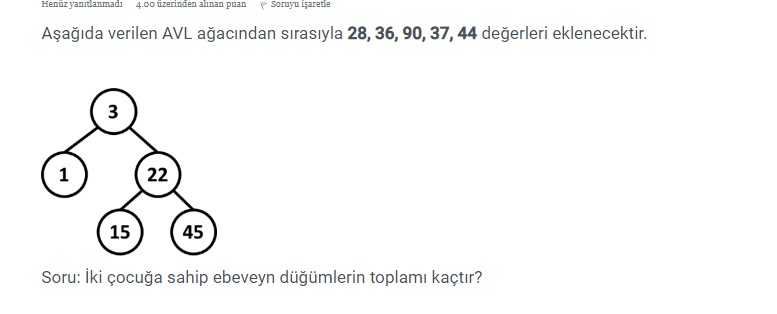 Henüz yanıtlanmadı 4.00 üzerinden alınan puan Soruyu işaretle
Aşağıda verilen AVL ağacından sırasıyla 28, 36, 90, 37, 44 değerleri eklenecektir.
3
1 22
15 45
Soru: İki çocuğa sahip ebeveyn düğümlerin toplamı kaçtır?